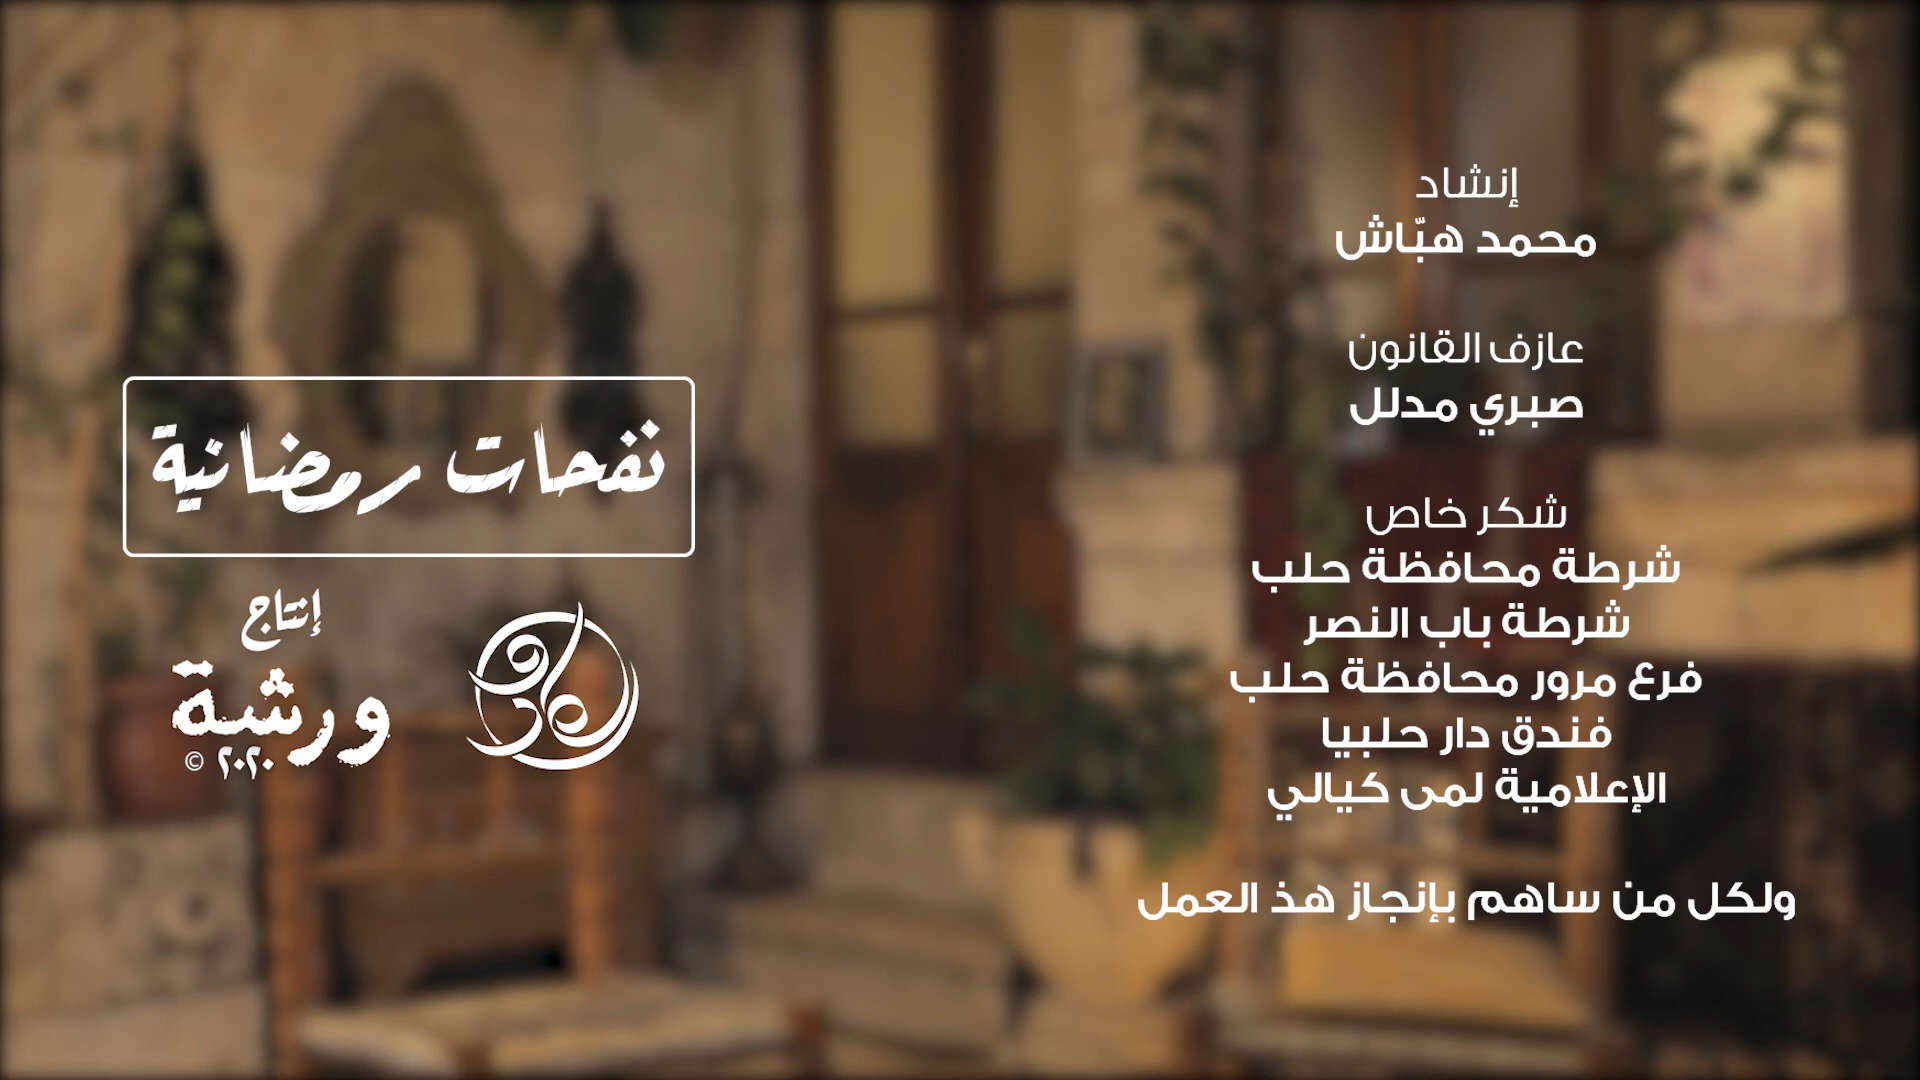 إنشاد
محمد هبّاش
عازف القانون
صبري مدلل
شكر خاص
شرطة محافظة حلب
شرطة باب النصر
فرع مرور محافظة حلب
فندق دار حلبيا
الإعلامية لمى كيالي
ولكل من ساهم بإنجاز هذ العمل
نفحات رمضانية
إنتاج
ورشة
© ٢٠٢٠